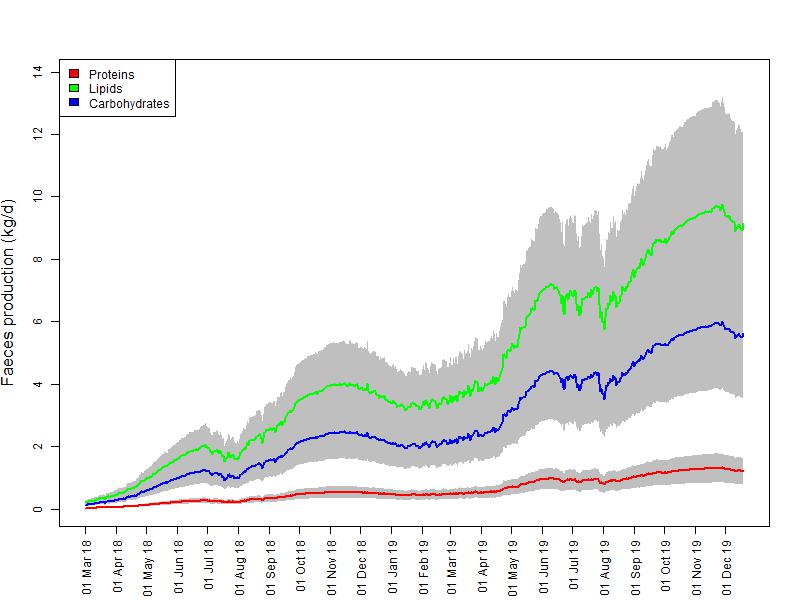 Proteins
Lipids
Carbohydrates
Faeces production (kg/d)
14
12
10
8
6
4
2
0
01 Mar 18
01 Apr 18
01 May 18
01 Jun 18
01 Jul 18
01 Aug 18
01 Sep 18
01 Oct 18
01 Nov 18
01 Dec 18
01 Jan 19
01 Feb 19
01 Mar 19
01 Apr 19
01 May 19
01 Jun 19
01 Jul 19
01 Aug 19
01 Sep 19
01 Oct 19
01 Nov 19
01 Dec 19